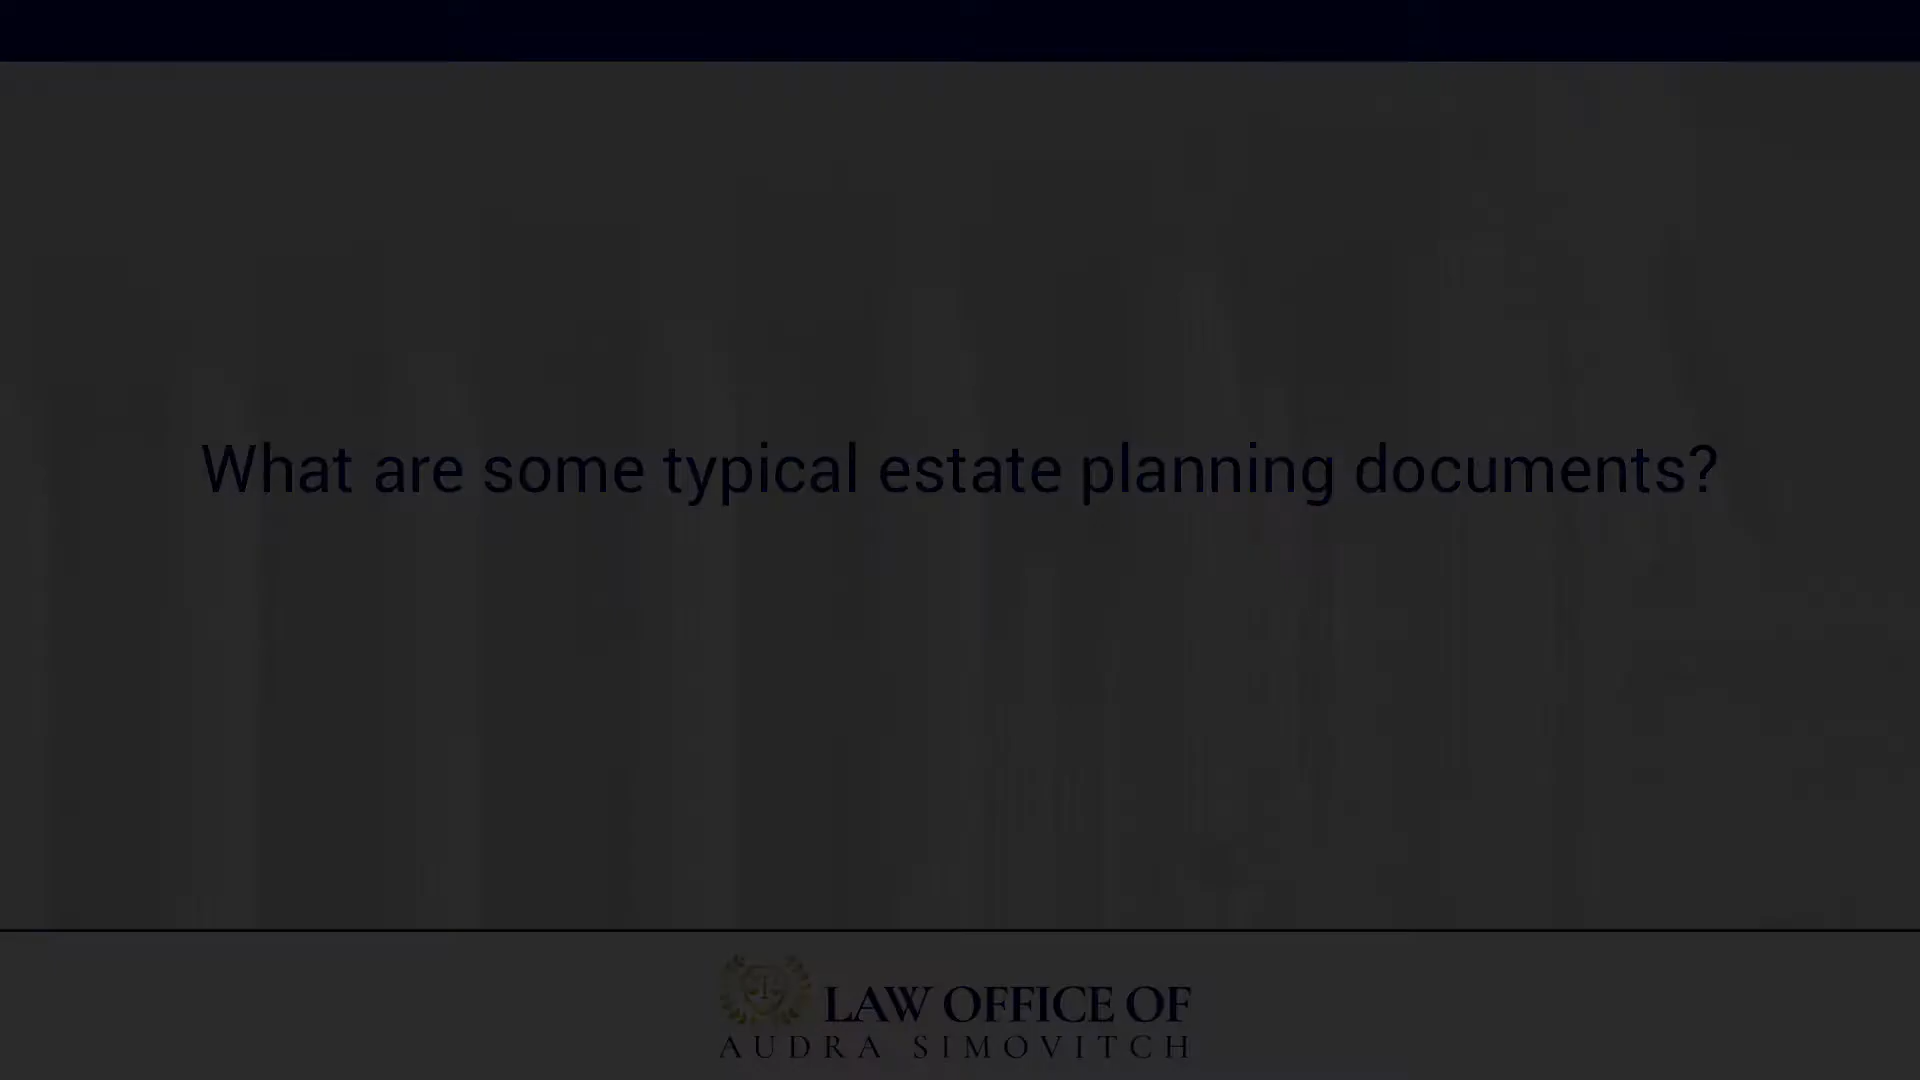 What are some typical estate planning documents?
LAW OFFICE OF
AUDRA SIMOVITCH